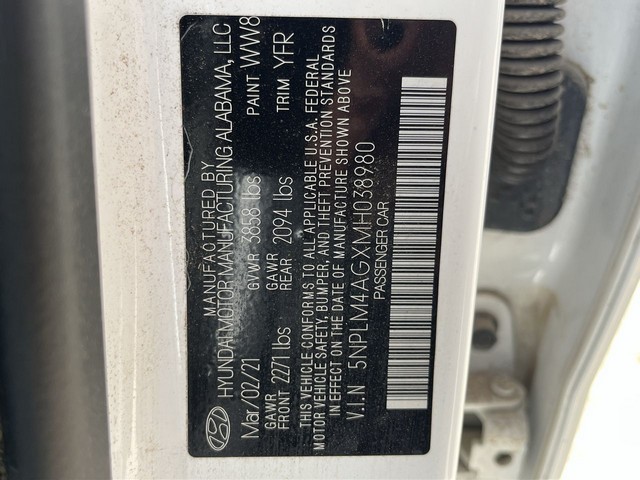 MANUFACTURED BY
HYUNDAI MOTOR MANUFACTURING ALABAMA, LLC
Mar/02/21 GVWR 3858 lbs PAINT WW8
GAWR GAWR
FRONT 2271 lbs REAR 2094 lbs TRIM YFR
THIS VEHICLE CONFORMS TO ALL APPLICABLE U.S.A. FEDERAL
MOTOR VEHICLE SAFETY, BUMPER, AND THEFT PREVENTION STANDARDS
IN EFFECT ON THE DATE OF MANUFACTURE SHOWN ABOVE
V.I.N 5NPLM4AGXMH038980
PASSENGER CAR